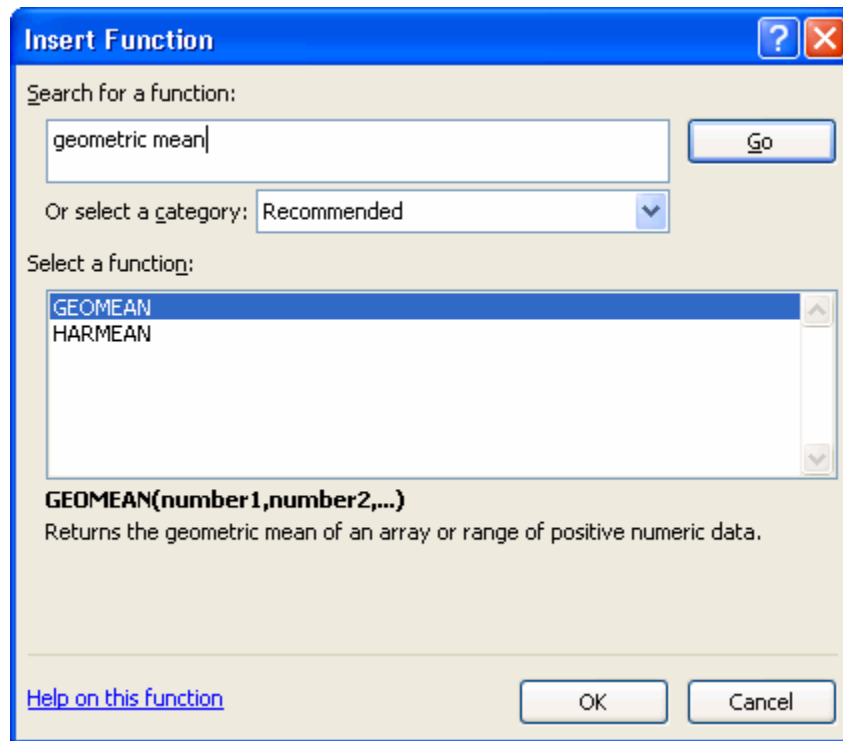 Insert Function
Search for a function:
geometric mean
Go
Or select a category: Recommended
Select a function:
GEOMEAN
HARMEAN
GEOMEAN(number1,number2,...)
Returns the geometric mean of an array or range of positive numeric data.
Help on this function
OK Cancel